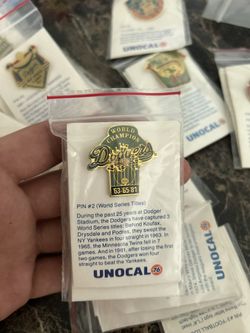 UNOCAL 76
UNOCAL
WORLD
CHAMPIONS
Dodgers
63·65·81
PIN #2 (World Series Titles)
During the past 25 years at Dodger
Stadium, the Dodgers have captured 3
World Series titles: Behind Koufax,
Drysdale and Podres, they swept the
NY Yankees in four straight in 1963. In
1965, the Minnesota Twins fell in 7
games. And in 1981, after losing the first
two games, the Dodgers won four
straight to beat the Yankees.
UNOCAL 76